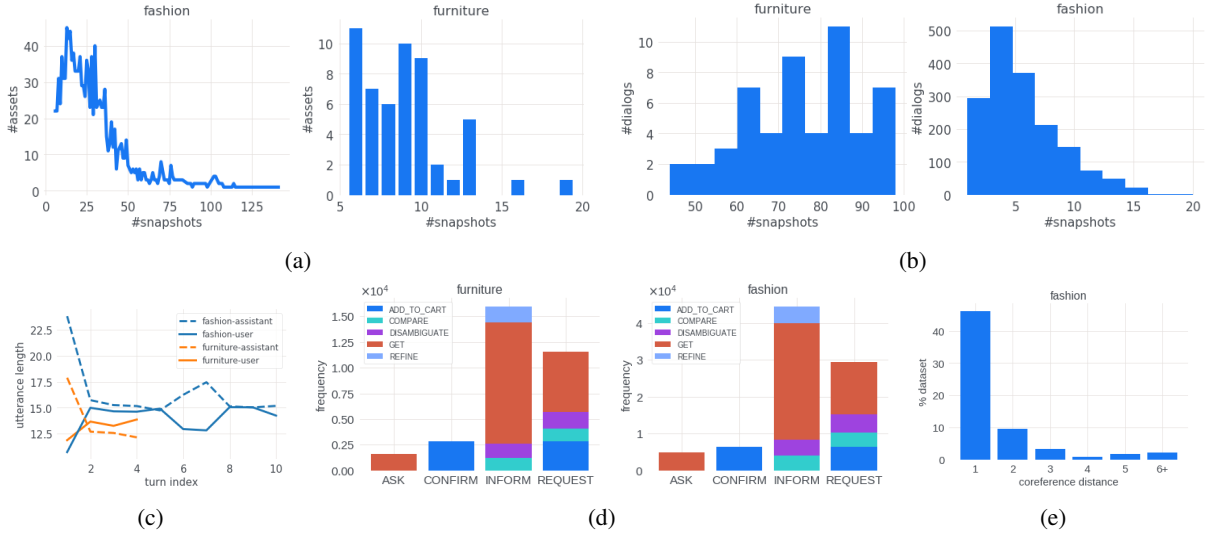 fashion
#assets
40
30
20
10
0
0 25 50 75 100 125
#snapshots
furniture
#assets
10
8
6
4
2
0
5 10 15 20
#snapshots
(a)
furniture
#dialogs
10
8
6
4
2
0
50 60 70 80 90 100
#snapshots
fashion
#dialogs
500
400
300
200
100
0
5 10 15 20
#snapshots
(b)
utterance length
22.5
20.0
17.5
15.0
12.5
fashion-assistant
fashion-user
furniture-assistant
furniture-user
2 4 6 8 10
turn index
(c)
×10⁴
furniture
frequency
1.50
1.25
1.00
0.75
0.50
0.25
0.00
ADD_TO_CART
COMPARE
DISAMBIGUATE
GET
REFINE
ASK CONFIRM INFORM REQUEST
×10⁴
fashion
frequency
4
3
2
1
0
ADD_TO_CART
COMPARE
DISAMBIGUATE
GET
REFINE
ASK CONFIRM INFORM REQUEST
(d)
fashion
% dataset
40
30
20
10
0
1 2 3 4 5 6+
coreference distance
(e)